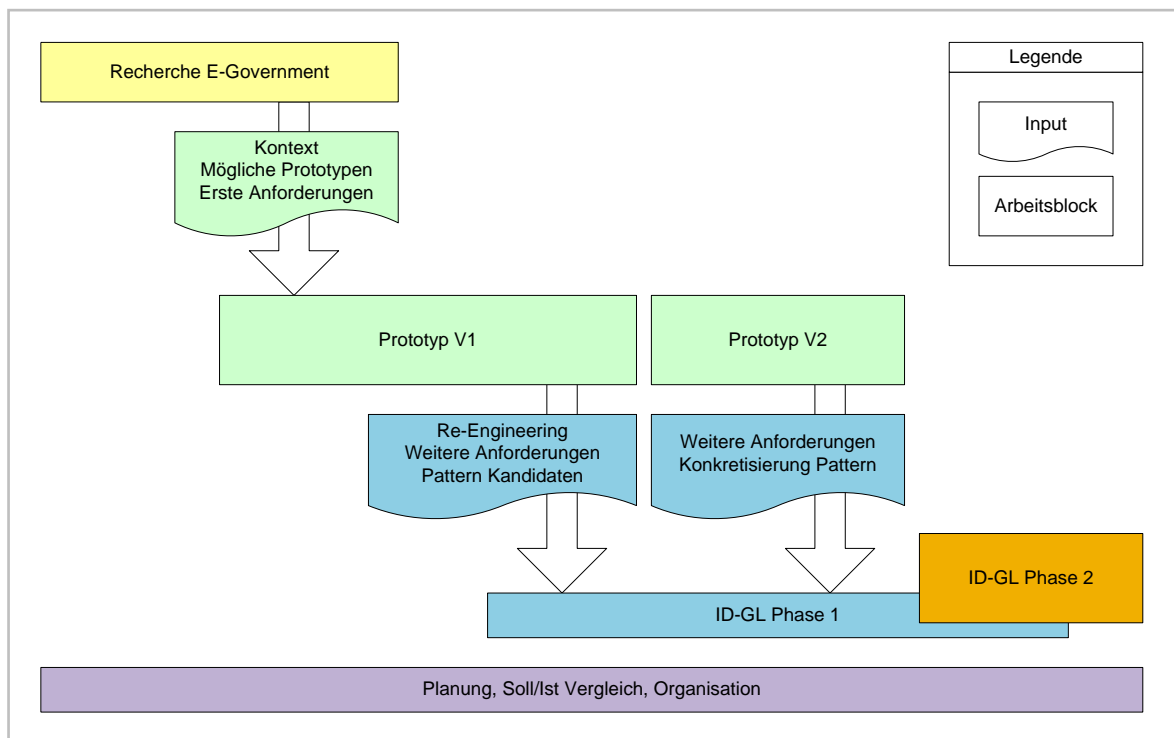 Recherche E-Government
Legende
Input
Arbeitsblock
Kontext
Mögliche Prototypen
Erste Anforderungen
Prototyp V1
Prototyp V2
Re-Engineering
Weitere Anforderungen
Pattern Kandidaten
Weitere Anforderungen
Konkretisierung Pattern
ID-GL Phase 2
ID-GL Phase 1
Planung, Soll/Ist Vergleich, Organisation